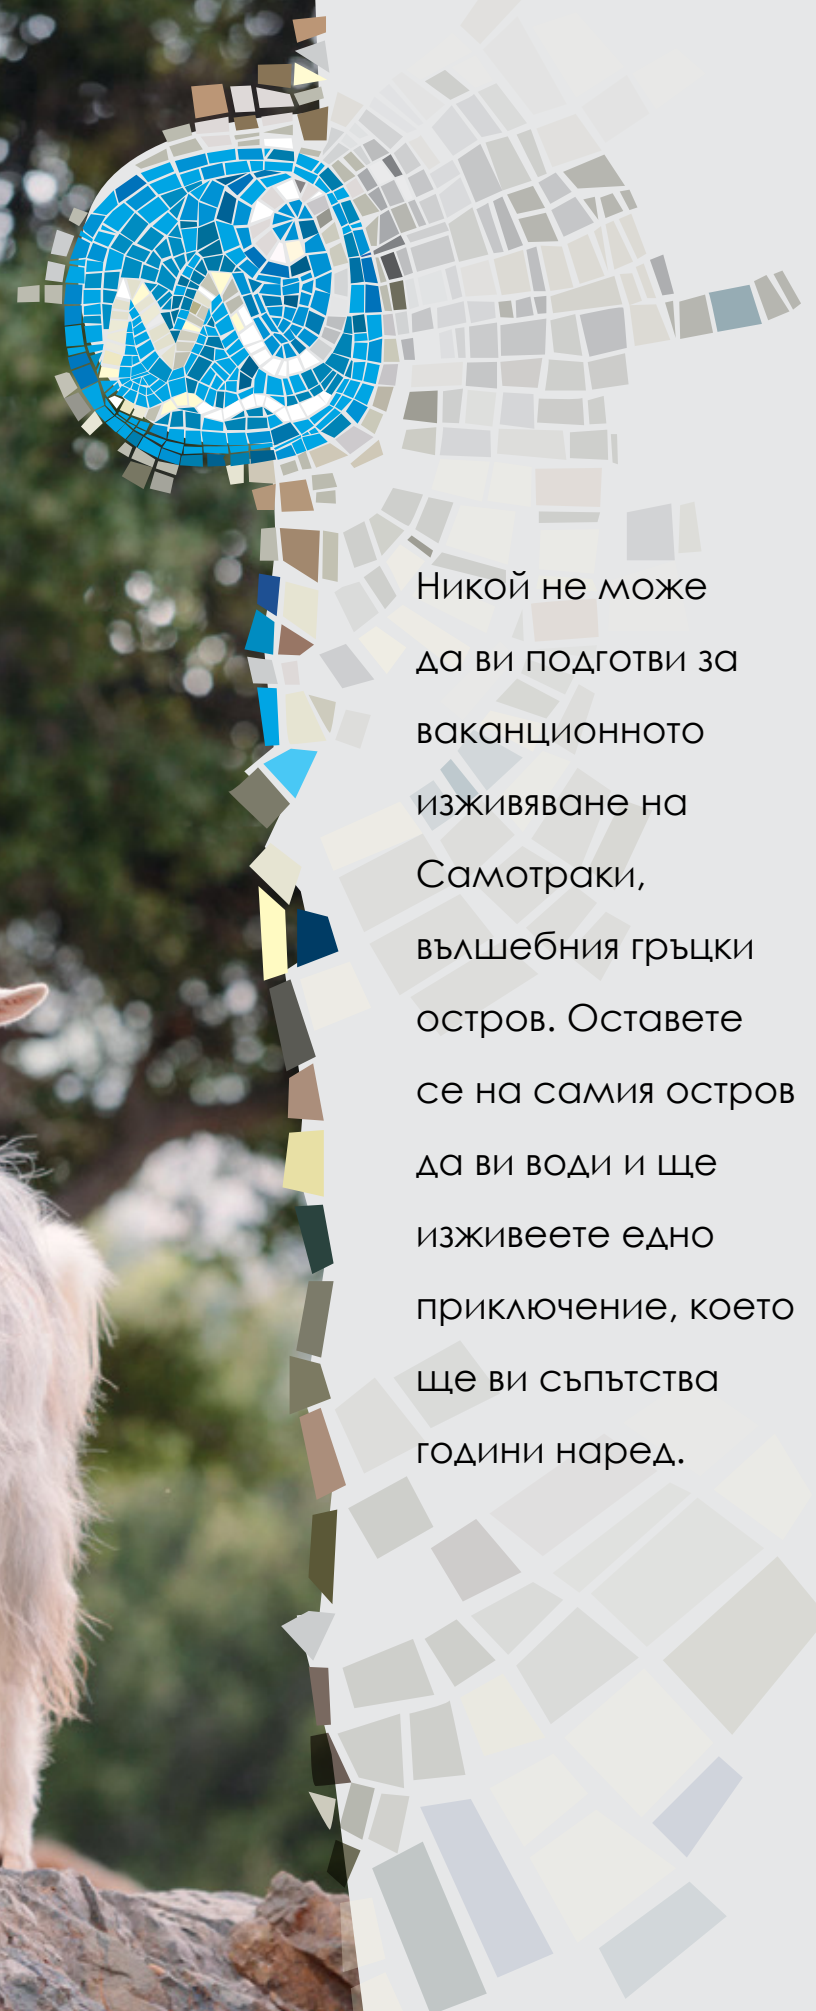 Никой не може
да ви подготви за
ваканционното
изживяване на
Самотраки,
вълшебния гръцки
остров. Оставете
се на самия остров
да ви води и ще
изживеете едно
приключение, което
ще ви съпътства
години наред.